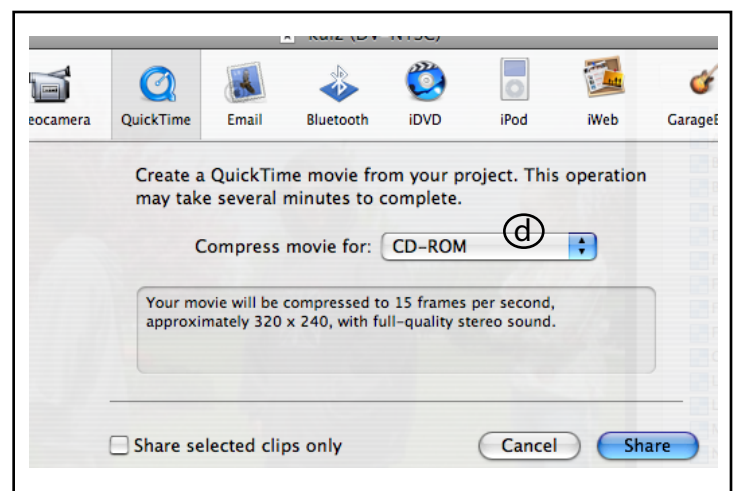 eocamera QuickTime Email Bluetooth iDVD iPod iWeb
Create a QuickTime movie from your project. This operation
may take several minutes to complete.
Compress movie for: CD-ROM d
Your movie will be compressed to 15 frames per second,
approximately 320 x 240, with full-quality stereo sound.
Share selected clips only Cancel Share